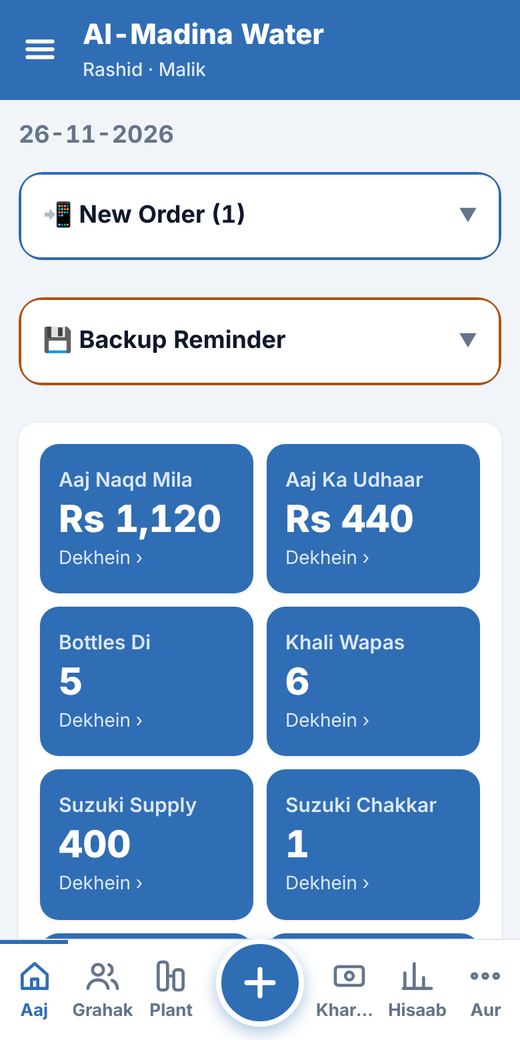 Al-Madina Water
Rashid · Malik
26-11-2026
📲 New Order (1) ▼
💾 Backup Reminder ▼
Aaj Naqd Mila
Rs 1,120
Dekhein ›
Aaj Ka Udhaar
Rs 440
Dekhein ›
Bottles Di
5
Dekhein ›
Khali Wapas
6
Dekhein ›
Suzuki Supply
400
Dekhein ›
Suzuki Chakkar
1
Dekhein ›
Aaj
Grahak
Plant
Khar...
Hisaab
Aur